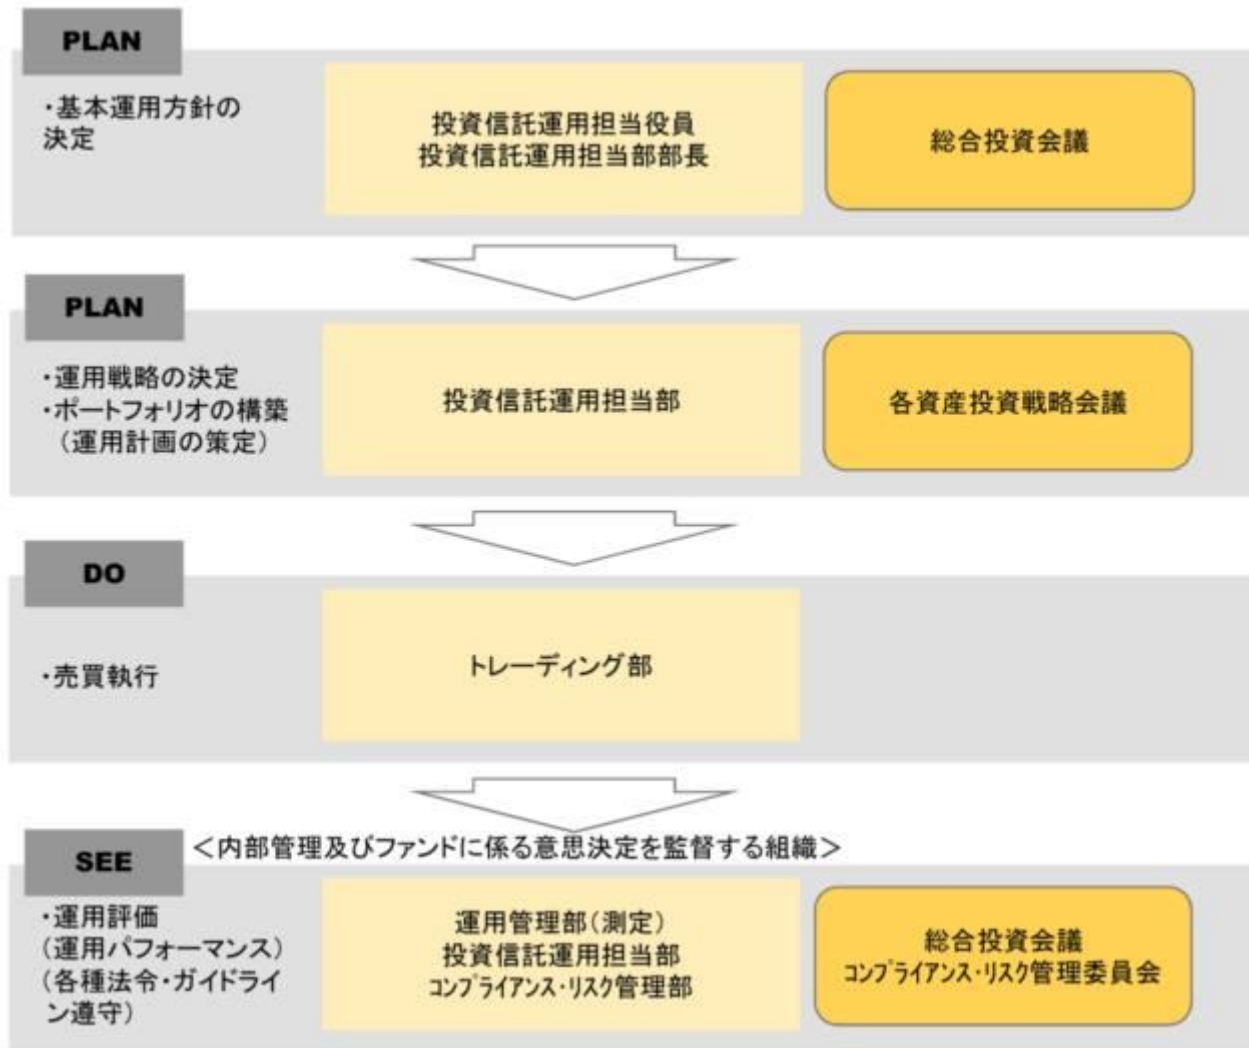 PLAN
・基本運用方針の
決定
投資信託運用担当役員
投資信託運用担当部部長
総合投資会議
PLAN
・運用戦略の決定
・ポートフォリオの構築
（運用計画の策定）
投資信託運用担当部
各資産投資戦略会議
DO
・売買執行
トレーディング部
SEE
＜内部管理及びファンドに係る意思決定を監督する組織＞
・運用評価
（運用パフォーマンス）
（各種法令・ガイドライ
ン遵守）
運用管理部（測定）
投資信託運用担当部
ｺﾝﾌﾟﾗｲｱﾝｽ・ﾘｽｸ管理部
総合投資会議
ｺﾝﾌﾟﾗｲｱﾝｽ・ﾘｽｸ管理委員会